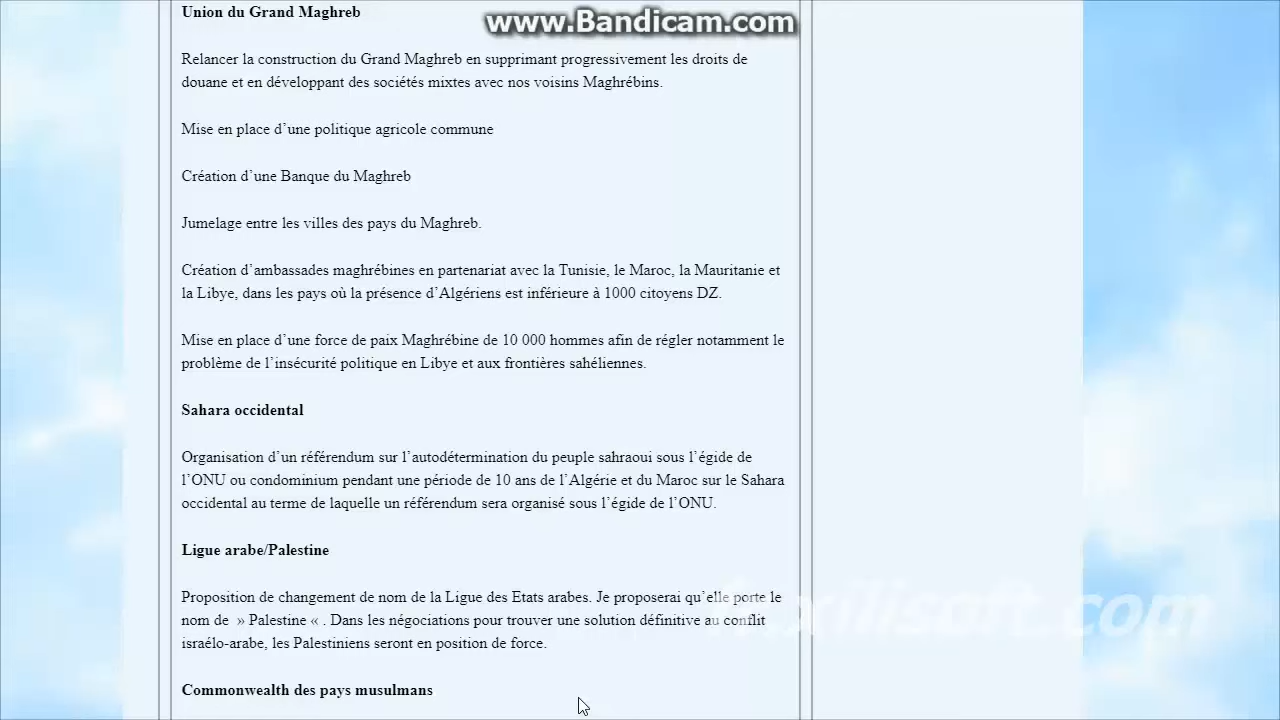 Union du Grand Maghreb
www.Bandicam.com
Relancer la construction du Grand Maghreb en supprimant progressivement les droits de
douane et en développant des sociétés mixtes avec nos voisins Maghrébins.
Mise en place d’une politique agricole commune
Création d’une Banque du Maghreb
Jumelage entre les villes des pays du Maghreb.
Création d’ambassades maghrébines en partenariat avec la Tunisie, le Maroc, la Mauritanie et
la Libye, dans les pays où la présence d’Algériens est inférieure à 1000 citoyens DZ.
Mise en place d’une force de paix Maghrébine de 10 000 hommes afin de régler notamment le
problème de l’insécurité politique en Libye et aux frontières sahéliennes.
Sahara occidental
Organisation d’un référendum sur l’autodétermination du peuple sahraoui sous l’égide de
l’ONU ou condominium pendant une période de 10 ans de l’Algérie et du Maroc sur le Sahara
occidental au terme de laquelle un référendum sera organisé sous l’égide de l’ONU.
Ligue arabe/Palestine
Proposition de changement de nom de la Ligue des Etats arabes. Je proposerai qu’elle porte le
nom de » Palestine « . Dans les négociations pour trouver une solution définitive au conflit
israélo-arabe, les Palestiniens seront en position de force.
Commonwealth des pays musulmans